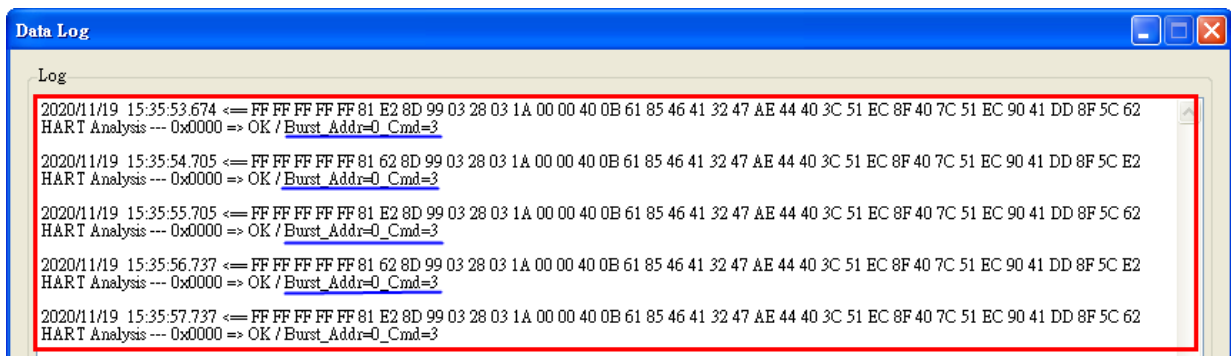 Data Log
Log
2020/11/19 15:35:53.674 <== FF FF FF FF FF 81 E2 8D 99 03 28 03 1A 00 00 40 0B 61 85 46 41 32 47 AE 44 40 3C 51 EC 8F 40 7C 51 EC 90 41 DD 8F 5C 62
HART Analysis --- 0x0000 => OK / Burst_Addr=0_Cmd=3
2020/11/19 15:35:54.705 <== FF FF FF FF FF 81 62 8D 99 03 28 03 1A 00 00 40 0B 61 85 46 41 32 47 AE 44 40 3C 51 EC 8F 40 7C 51 EC 90 41 DD 8F 5C E2
HART Analysis --- 0x0000 => OK / Burst_Addr=0_Cmd=3
2020/11/19 15:35:55.705 <== FF FF FF FF FF 81 E2 8D 99 03 28 03 1A 00 00 40 0B 61 85 46 41 32 47 AE 44 40 3C 51 EC 8F 40 7C 51 EC 90 41 DD 8F 5C 62
HART Analysis --- 0x0000 => OK / Burst_Addr=0_Cmd=3
2020/11/19 15:35:56.737 <== FF FF FF FF FF 81 62 8D 99 03 28 03 1A 00 00 40 0B 61 85 46 41 32 47 AE 44 40 3C 51 EC 8F 40 7C 51 EC 90 41 DD 8F 5C E2
HART Analysis --- 0x0000 => OK / Burst_Addr=0_Cmd=3
2020/11/19 15:35:57.737 <== FF FF FF FF FF 81 E2 8D 99 03 28 03 1A 00 00 40 0B 61 85 46 41 32 47 AE 44 40 3C 51 EC 8F 40 7C 51 EC 90 41 DD 8F 5C 62
HART Analysis --- 0x0000 => OK / Burst_Addr=0_Cmd=3